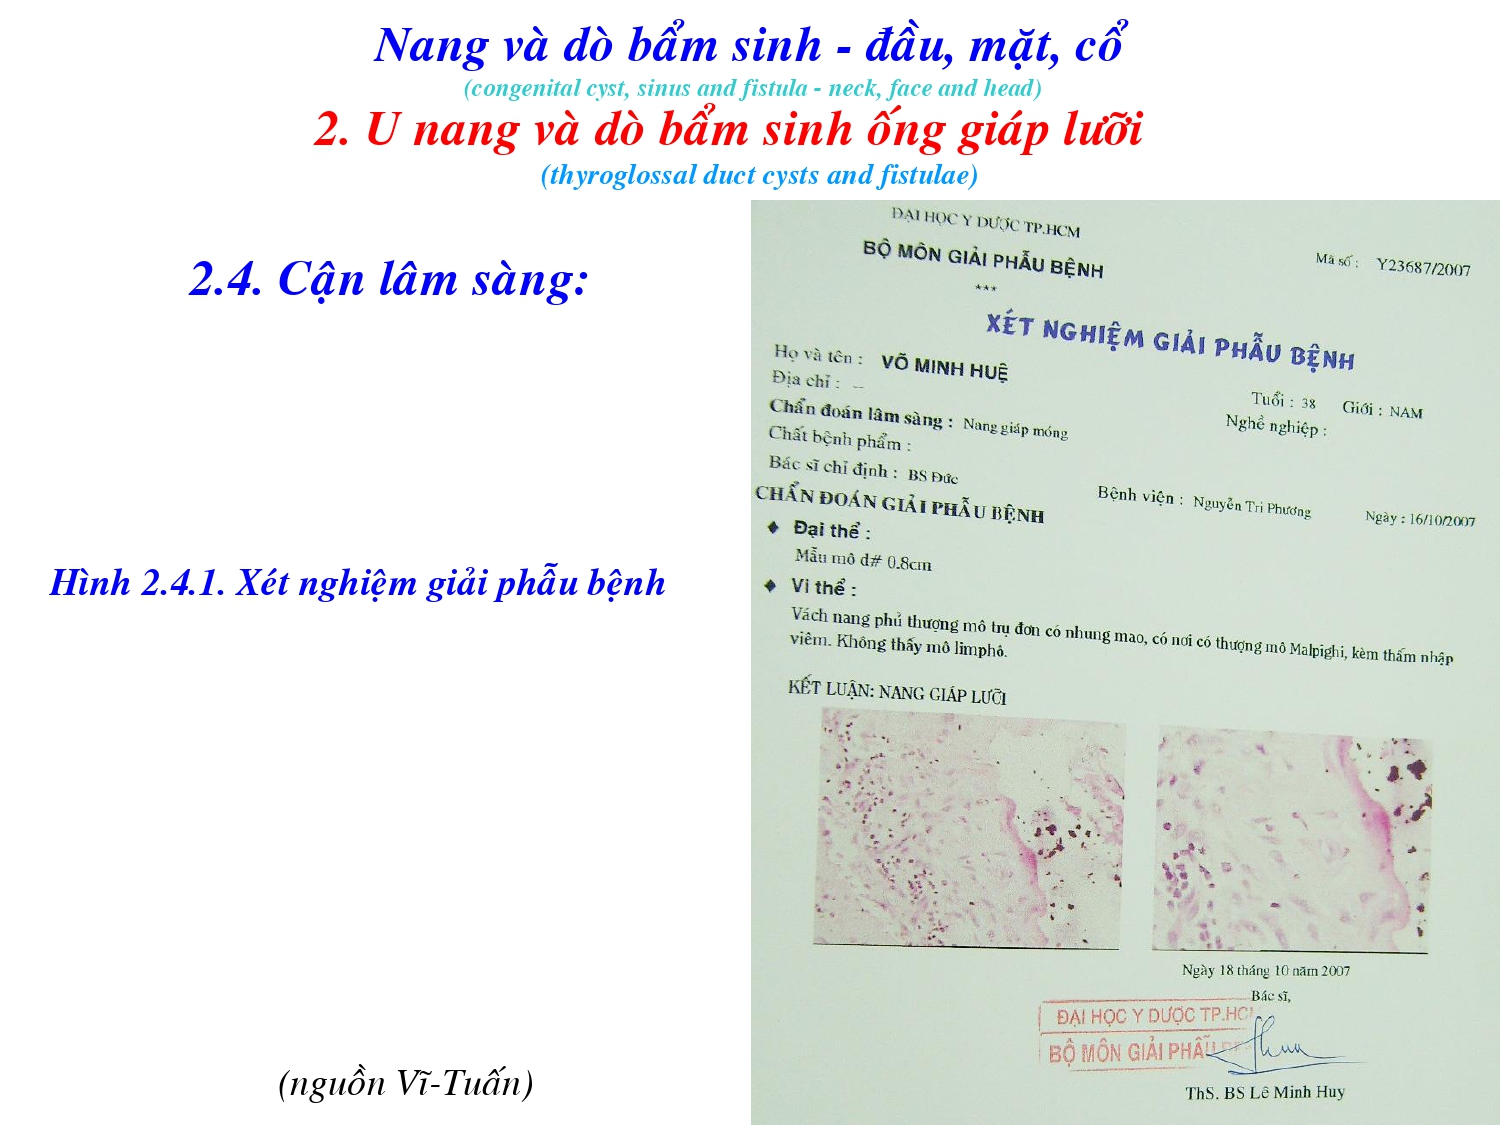 Nang và dò bẩm sinh - đầu, mặt, cổ
(congenital cyst, sinus and fistula - neck, face and head)
2. U nang và dò bẩm sinh ống giáp lưỡi
(thyroglossal duct cysts and fistulae)
2.4. Cận lâm sàng:
Hình 2.4.1. Xét nghiệm giải phẫu bệnh
(nguồn Vĩ-Tuấn)
ĐẠI HỌC Y DƯỢC TP.HCM
BỘ MÔN GIẢI PHẪU BỆNH
Mã số : Y23687/2007
***
XÉT NGHIỆM GIẢI PHẪU BỆNH
Họ và tên : VÕ MINH HUỆ
Tuổi : 38 Giới : NAM
Địa chỉ : --
Nghề nghiệp :
Chẩn đoán lâm sàng : Nang giáp móng
Chất bệnh phẩm :
Bác sĩ chỉ định : BS Đức
Bệnh viện : Nguyễn Tri Phương
Ngày : 16/10/2007
CHẨN ĐOÁN GIẢI PHẪU BỆNH
♦ Đại thể :
Mẫu mô d# 0.8cm
♦ Vi thể :
Vách nang phủ thượng mô trụ đơn có nhung mao, có nơi có thượng mô Malpighi, kèm thấm nhập
viêm. Không thấy mô limphô.
KẾT LUẬN: NANG GIÁP LƯỠI
Ngày 18 tháng 10 năm 2007
Bác sĩ,
ĐẠI HỌC Y DƯỢC TP.HCM
BỘ MÔN GIẢI PHẪU
ThS. BS Lê Minh Huy